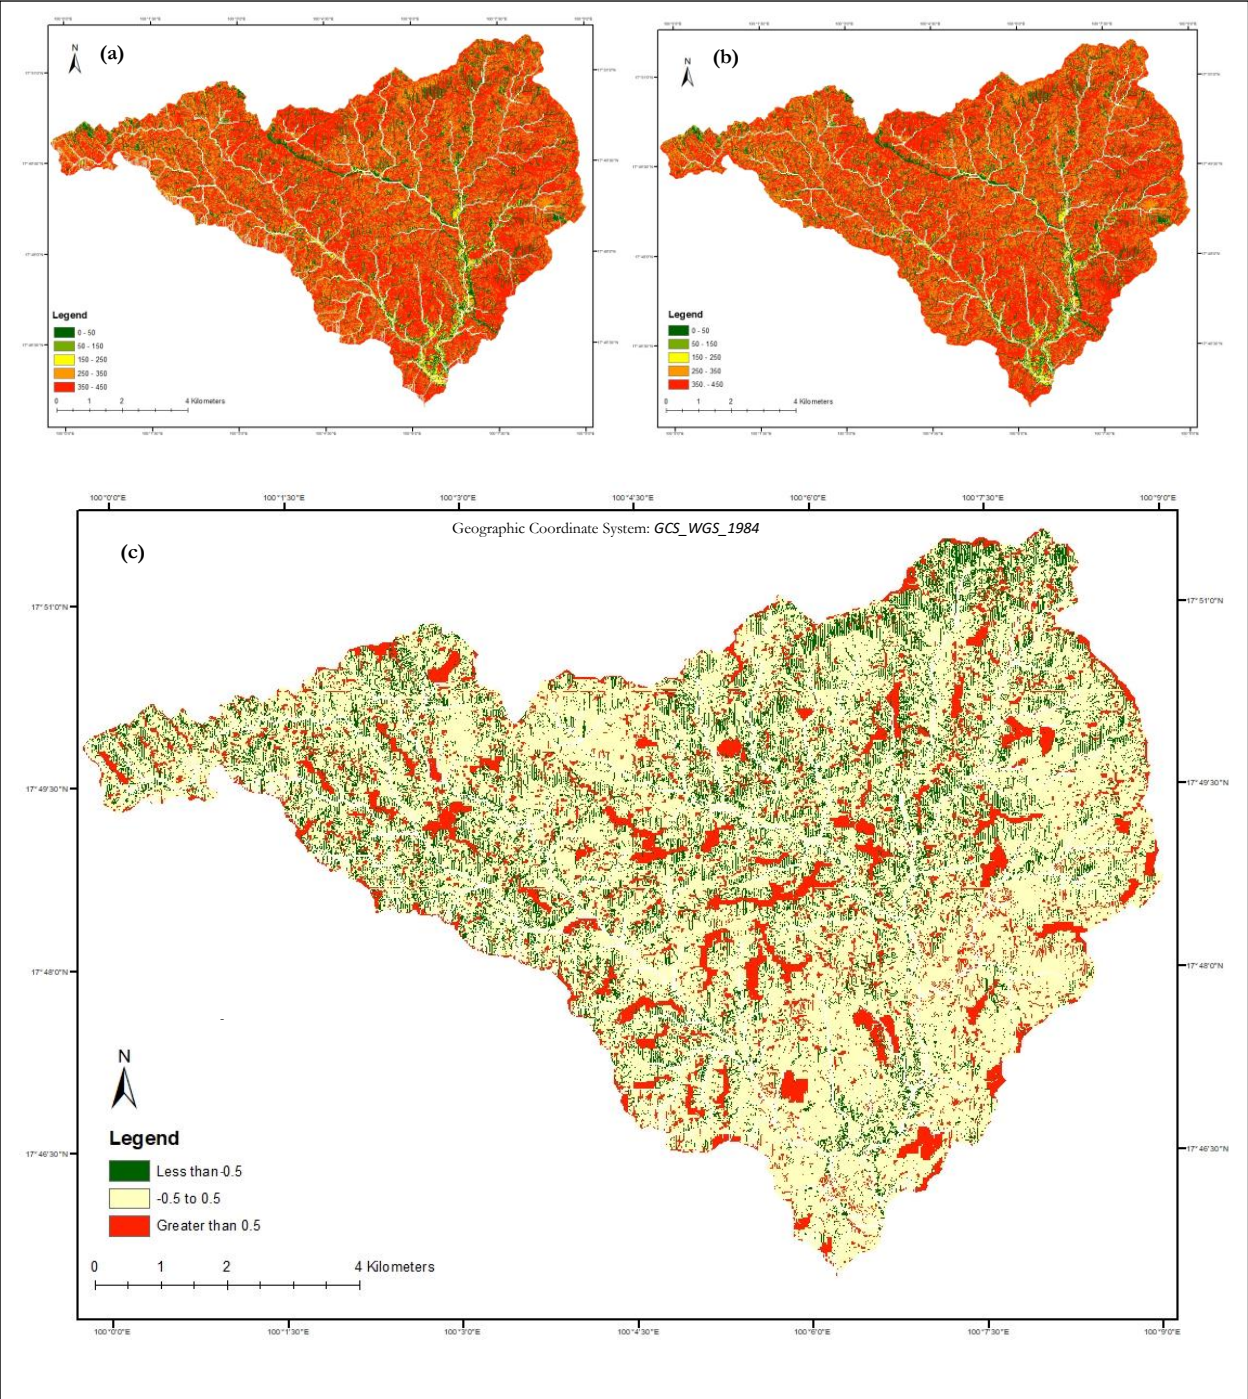 (a)
N
Legend
0 - 50
50 - 150
150 - 250
250 - 350
350 - 450
0 1 2 4 Kilometers
(b)
N
Legend
0 - 50
50 - 150
150 - 250
250 - 350
350 - 450
0 1 2 4 Kilometers
100°0'0"E 100°1'30"E 100°3'0"E 100°4'30"E 100°6'0"E 100°7'30"E 100°9'0"E
Geographic Coordinate System: GCS_WGS_1984
(c)
17°51'0"N 17°51'0"N
17°49'30"N 17°49'30"N
17°48'0"N 17°48'0"N
N
Legend
17°46'30"N 17°46'30"N
Less than -0.5
-0.5 to 0.5
Greater than 0.5
0 1 2 4 Kilometers
100°0'0"E 100°1'30"E 100°3'0"E 100°4'30"E 100°6'0"E 100°7'30"E 100°9'0"E